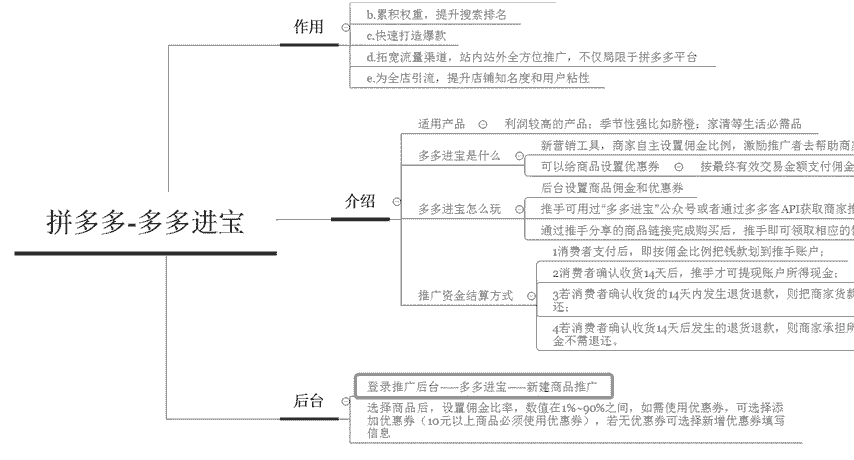 作用
b.累积权重，提升搜索排名
c.快速打造爆款
d.拓宽流量渠道，站内站外全方位推广，不仅局限于拼多多平台
e.为全店引流，提升店铺知名度和用户粘性
拼多多-多多进宝
介绍
适用产品
利润较高的产品；季节性强比如脐橙；家清等生活必需品
多多进宝是什么
新营销工具，商家自主设置佣金比例，激励推广者去帮助商
可以给商品设置优惠券
按最终有效交易金额支付佣金
多多进宝怎么玩
后台设置商品佣金和优惠券
推手可用过“多多进宝”公众号或者通过多多客API获取商家推
通过推手分享的商品链接完成购买后，推手即可领取相应的
推广资金结算方式
1消费者支付后，即按佣金比例把钱款划到推手账户；
2消费者确认收货14天后，推手才可提现账户所得现金；
3若消费者确认收货的14天内发生退货退款，则把商家货款
还；
4若消费者确认收货14天后发生的退货退款，则商家承担所
金不需退还。
后台
登录推广后台——多多进宝——新建商品推广
选择商品后，设置佣金比率，数值在1%~90%之间，如需使用优惠券，可选择添
加优惠券（10元以上商品必须使用优惠券），若无优惠券可选择新增优惠券填写
信息